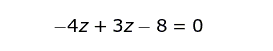 −4z + 3z − 8 = 0